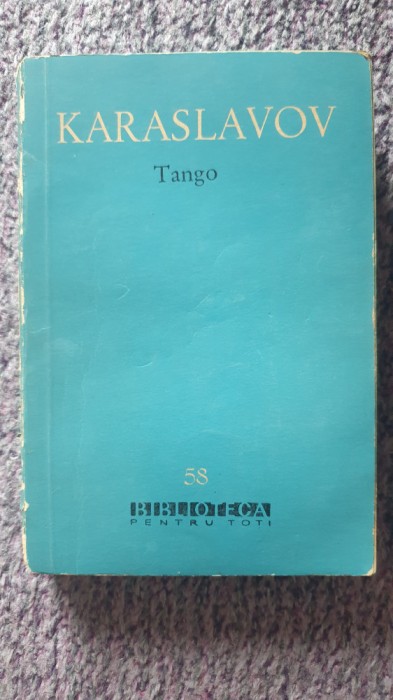 KARASLAVOV
Tango
58
BIBLIOTECA
PENTRU TOTI